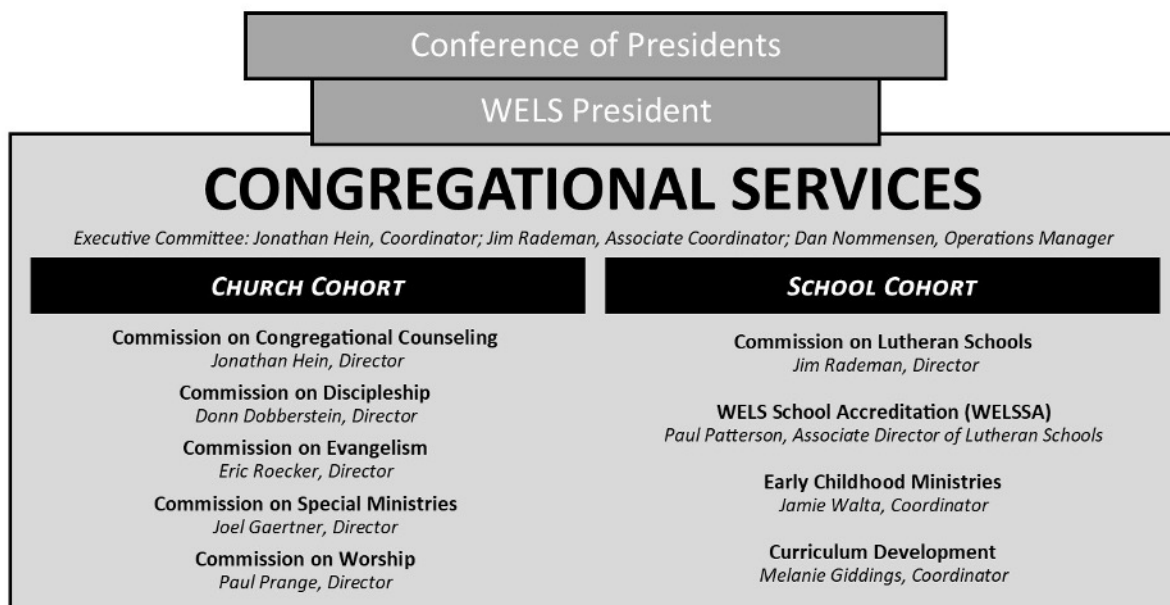 Conference of Presidents
WELS President
CONGREGATIONAL SERVICES
Executive Committee: Jonathan Hein, Coordinator; Jim Rademan, Associate Coordinator; Dan Nommensen, Operations Manager
CHURCH COHORT
Commission on Congregational Counseling
Jonathan Hein, Director
Commission on Discipleship
Donn Dobberstein, Director
Commission on Evangelism
Eric Roecker, Director
Commission on Special Ministries
Joel Gaertner, Director
Commission on Worship
Paul Prange, Director
SCHOOL COHORT
Commission on Lutheran Schools
Jim Rademan, Director
WELS School Accreditation (WELSSA)
Paul Patterson, Associate Director of Lutheran Schools
Early Childhood Ministries
Jamie Walta, Coordinator
Curriculum Development
Melanie Giddings, Coordinator